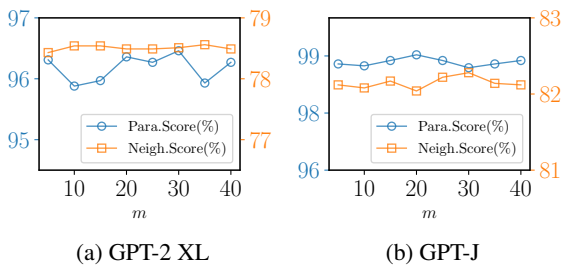 97
96
95
79
78
77
Para.Score(%)
Neigh.Score(%)
10 20 30 40
m
(a) GPT-2 XL
99
98
96
83
82
81
Para.Score(%)
Neigh.Score(%)
10 20 30 40
m
(b) GPT-J